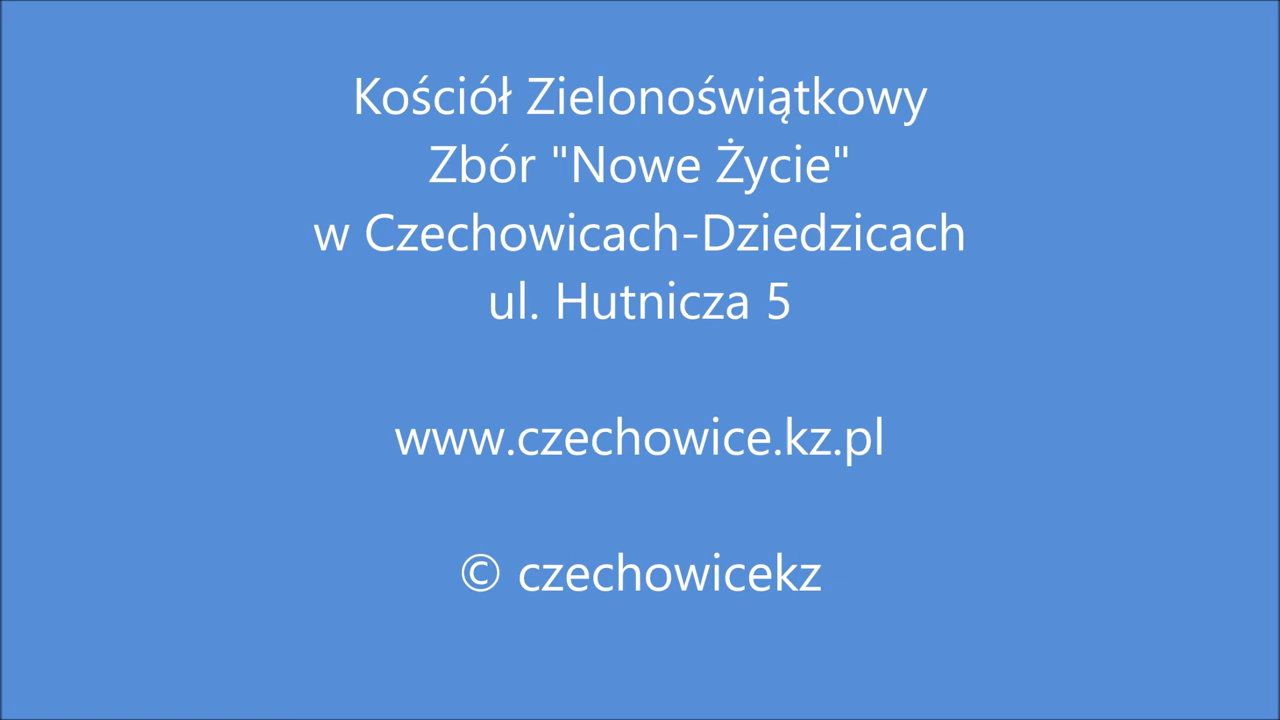 Kościół Zielonoświątkowy
Zbór "Nowe Życie"
w Czechowicach-Dziedzicach
ul. Hutnicza 5
www.czechowice.kz.pl
© czechowicekz